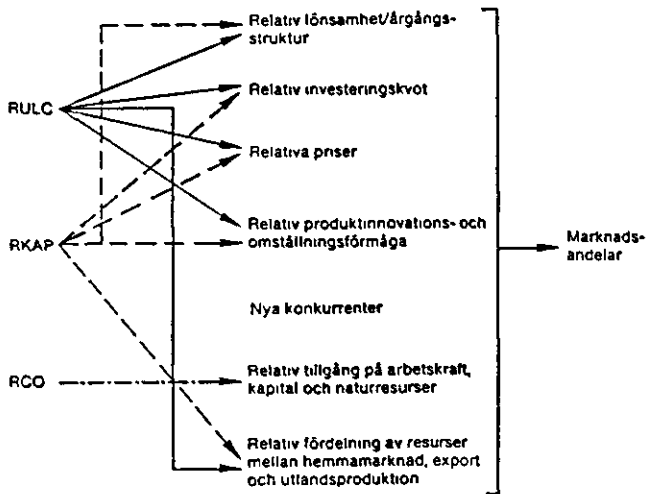 Relativ lönsamhet/årgångs-
struktur
RULC
Relativ investeringskvot
Relativa priser
RKAP
Relativ produktinnovations- och
omställningsförmåga
Marknads-
andelar
Nya konkurrenter
RCO
Relativ tillgång på arbetskraft,
kapital och naturresurser
Relativ fördelning av resurser
mellan hemmamarknad, export
och utlandsproduktion